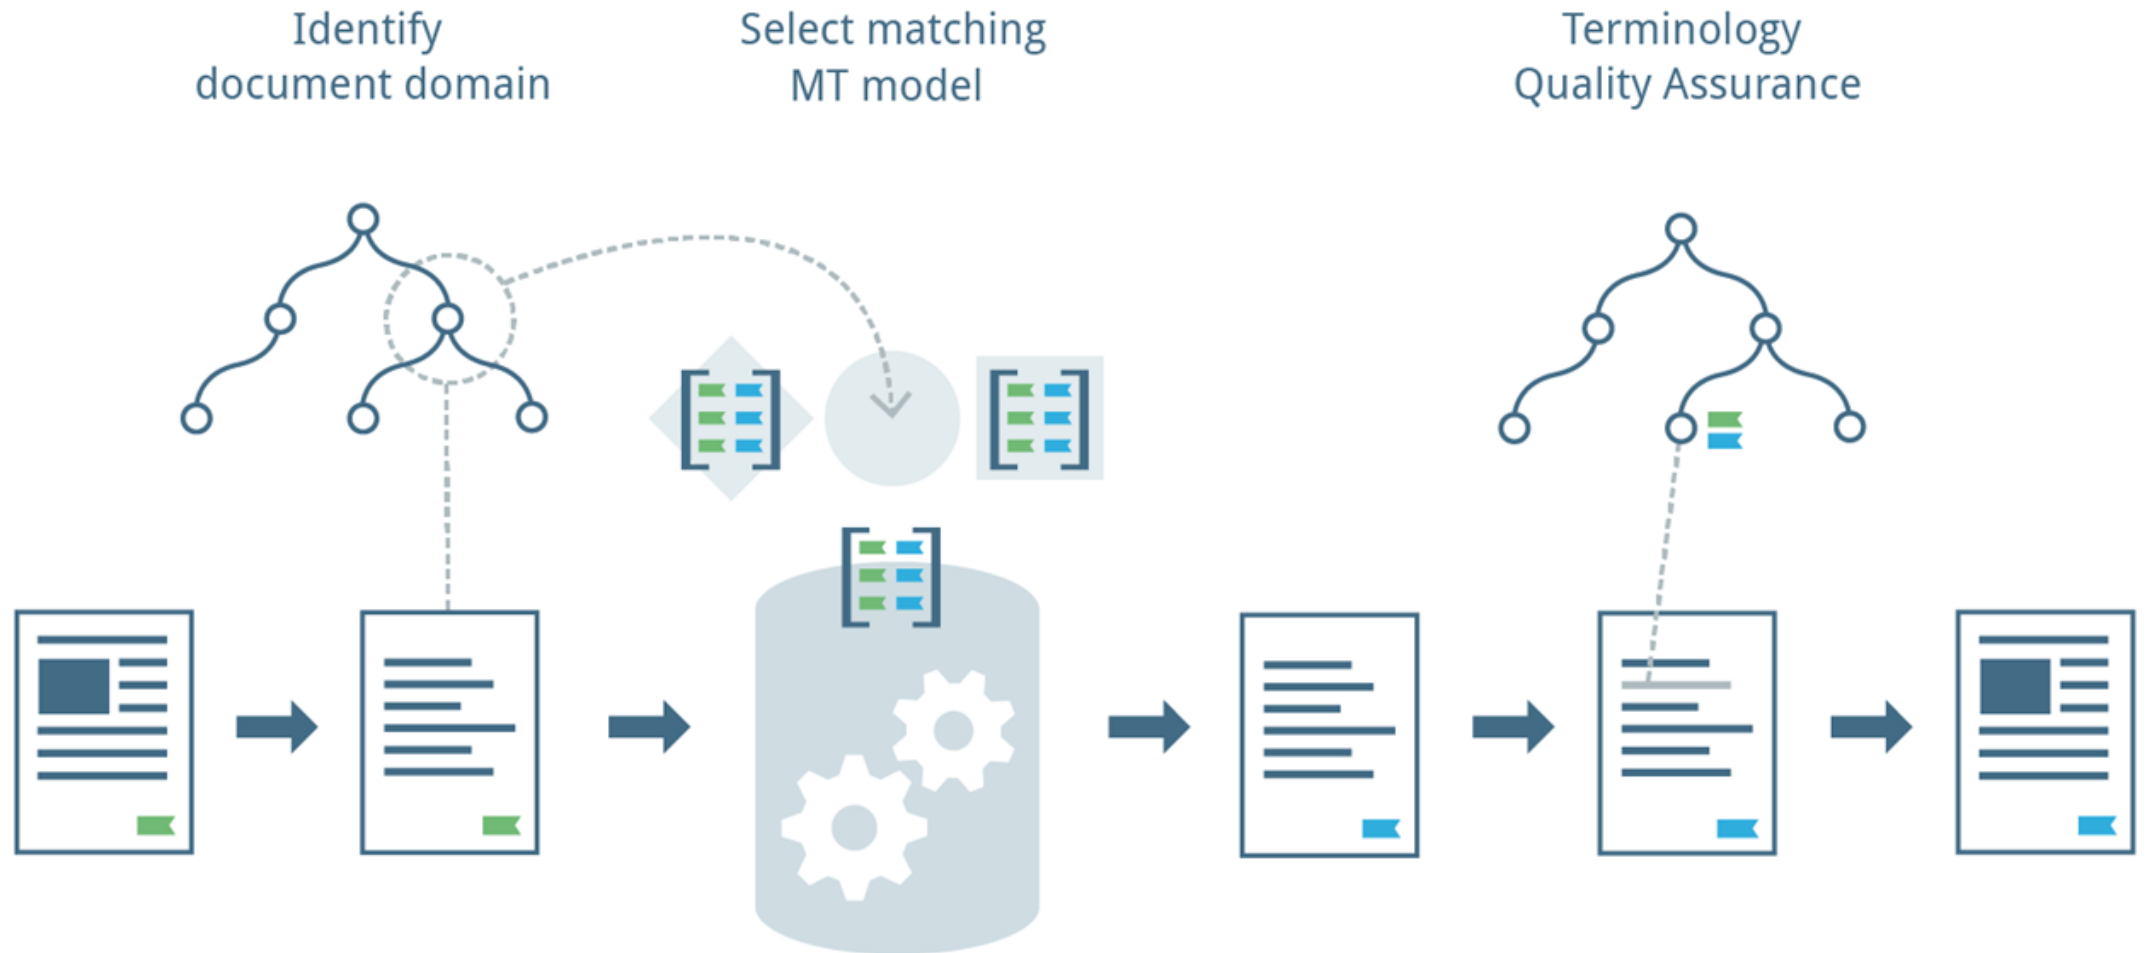 Identify
document domain
Select matching
MT model
Terminology
Quality Assurance